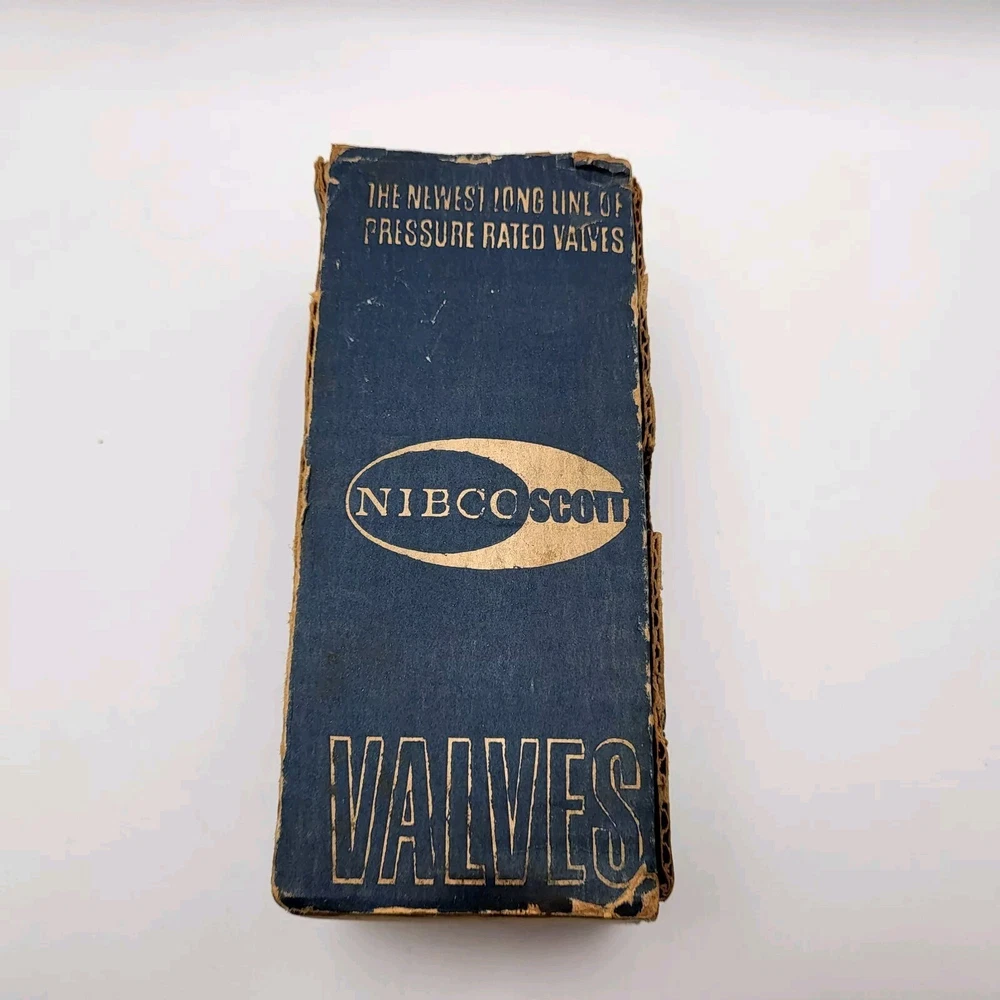 THE NEWEST LONG LINE OF
PRESSURE RATED VALVES
NIBCO SCOTT
VALVES